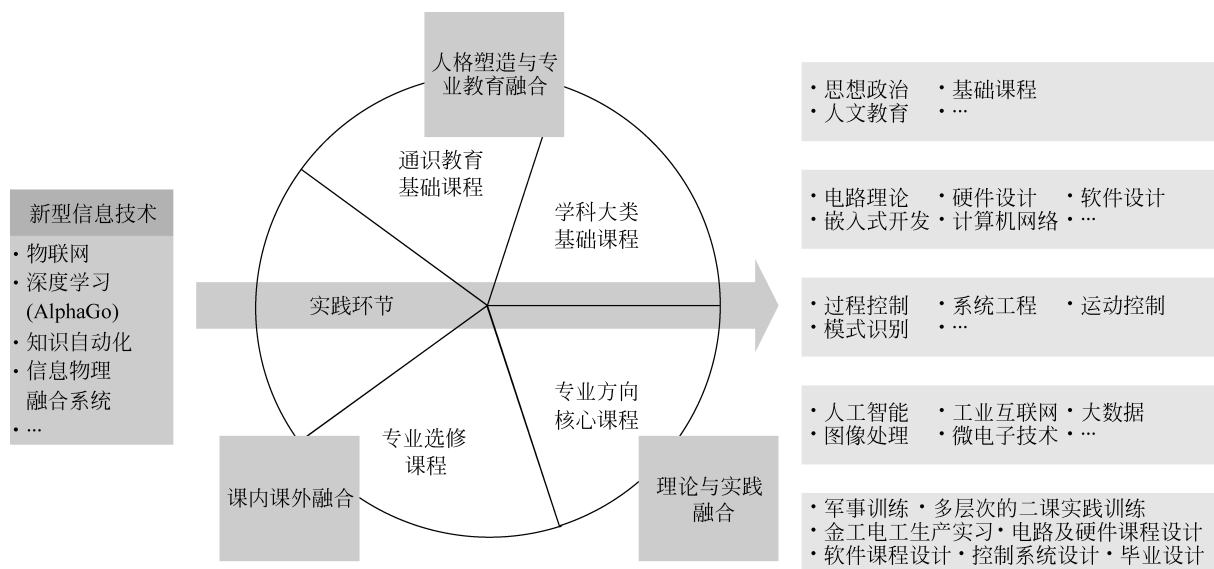 新型信息技术
·物联网
·深度学习
(AlphaGo)
·知识自动化
·信息物理
融合系统
·…
人格塑造与专
业教育融合
通识教育
基础课程
学科大类
基础课程
实践环节
专业方向
核心课程
专业选修
课程
课内课外融合
理论与实践
融合
·思想政治 ·基础课程
·人文教育 ·…
·电路理论 ·硬件设计 ·软件设计
·嵌入式开发 ·计算机网络 ·…
·过程控制 ·系统工程 ·运动控制
·模式识别 ·…
·人工智能 ·工业互联网 ·大数据
·图像处理 ·微电子技术 ·…
·军事训练 ·多层次的二课实践训练
·金工电工生产实习 ·电路及硬件课程设计
·软件课程设计 ·控制系统设计 ·毕业设计